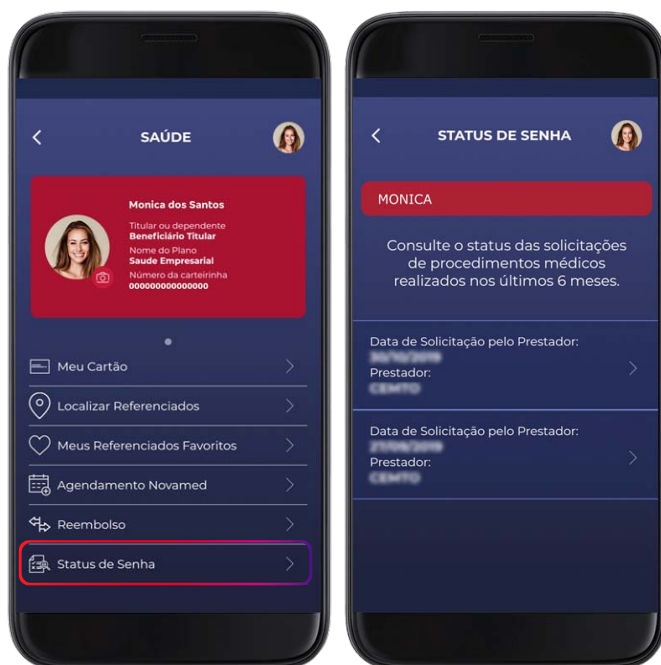 SAÚDE
Monica dos Santos
Titular ou dependente
Beneficiário Titular
Nome do Plano
Saude Empresarial
Número da carteirinha
000000000000000
Meu Cartão
Localizar Referenciados
Meus Referenciados Favoritos
Agendamento Novamed
Reembolso
Status de Senha
STATUS DE SENHA
MONICA
Consulte o status das solicitações
de procedimentos médicos
realizados nos últimos 6 meses.
Data de Solicitação pelo Prestador:
Prestador:
Data de Solicitação pelo Prestador:
Prestador: